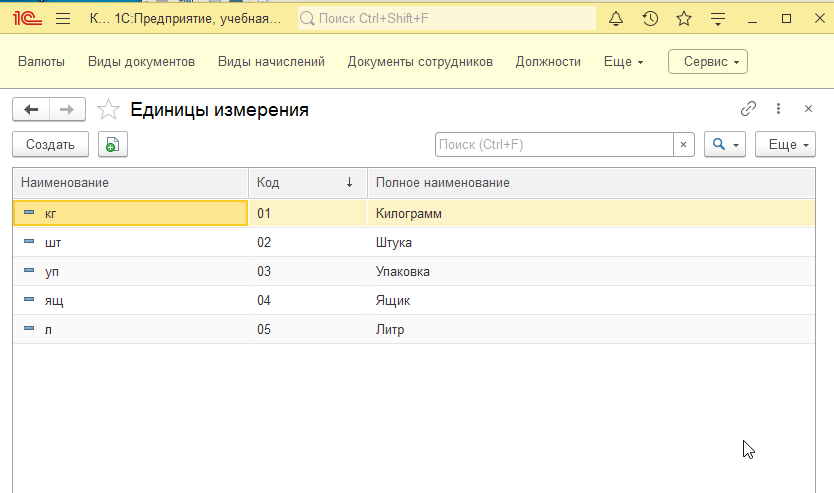 1С К... 1С:Предприятие, учебная... Поиск Ctrl+Shift+F
Валюты Виды документов Виды начислений Документы сотрудников Должности Еще Сервис
Единицы измерения
Создать Поиск (Ctrl+F) × Еще
Наименование Код ↓ Полное наименование
кг 01 Килограмм
шт 02 Штука
уп 03 Упаковка
ящ 04 Ящик
л 05 Литр